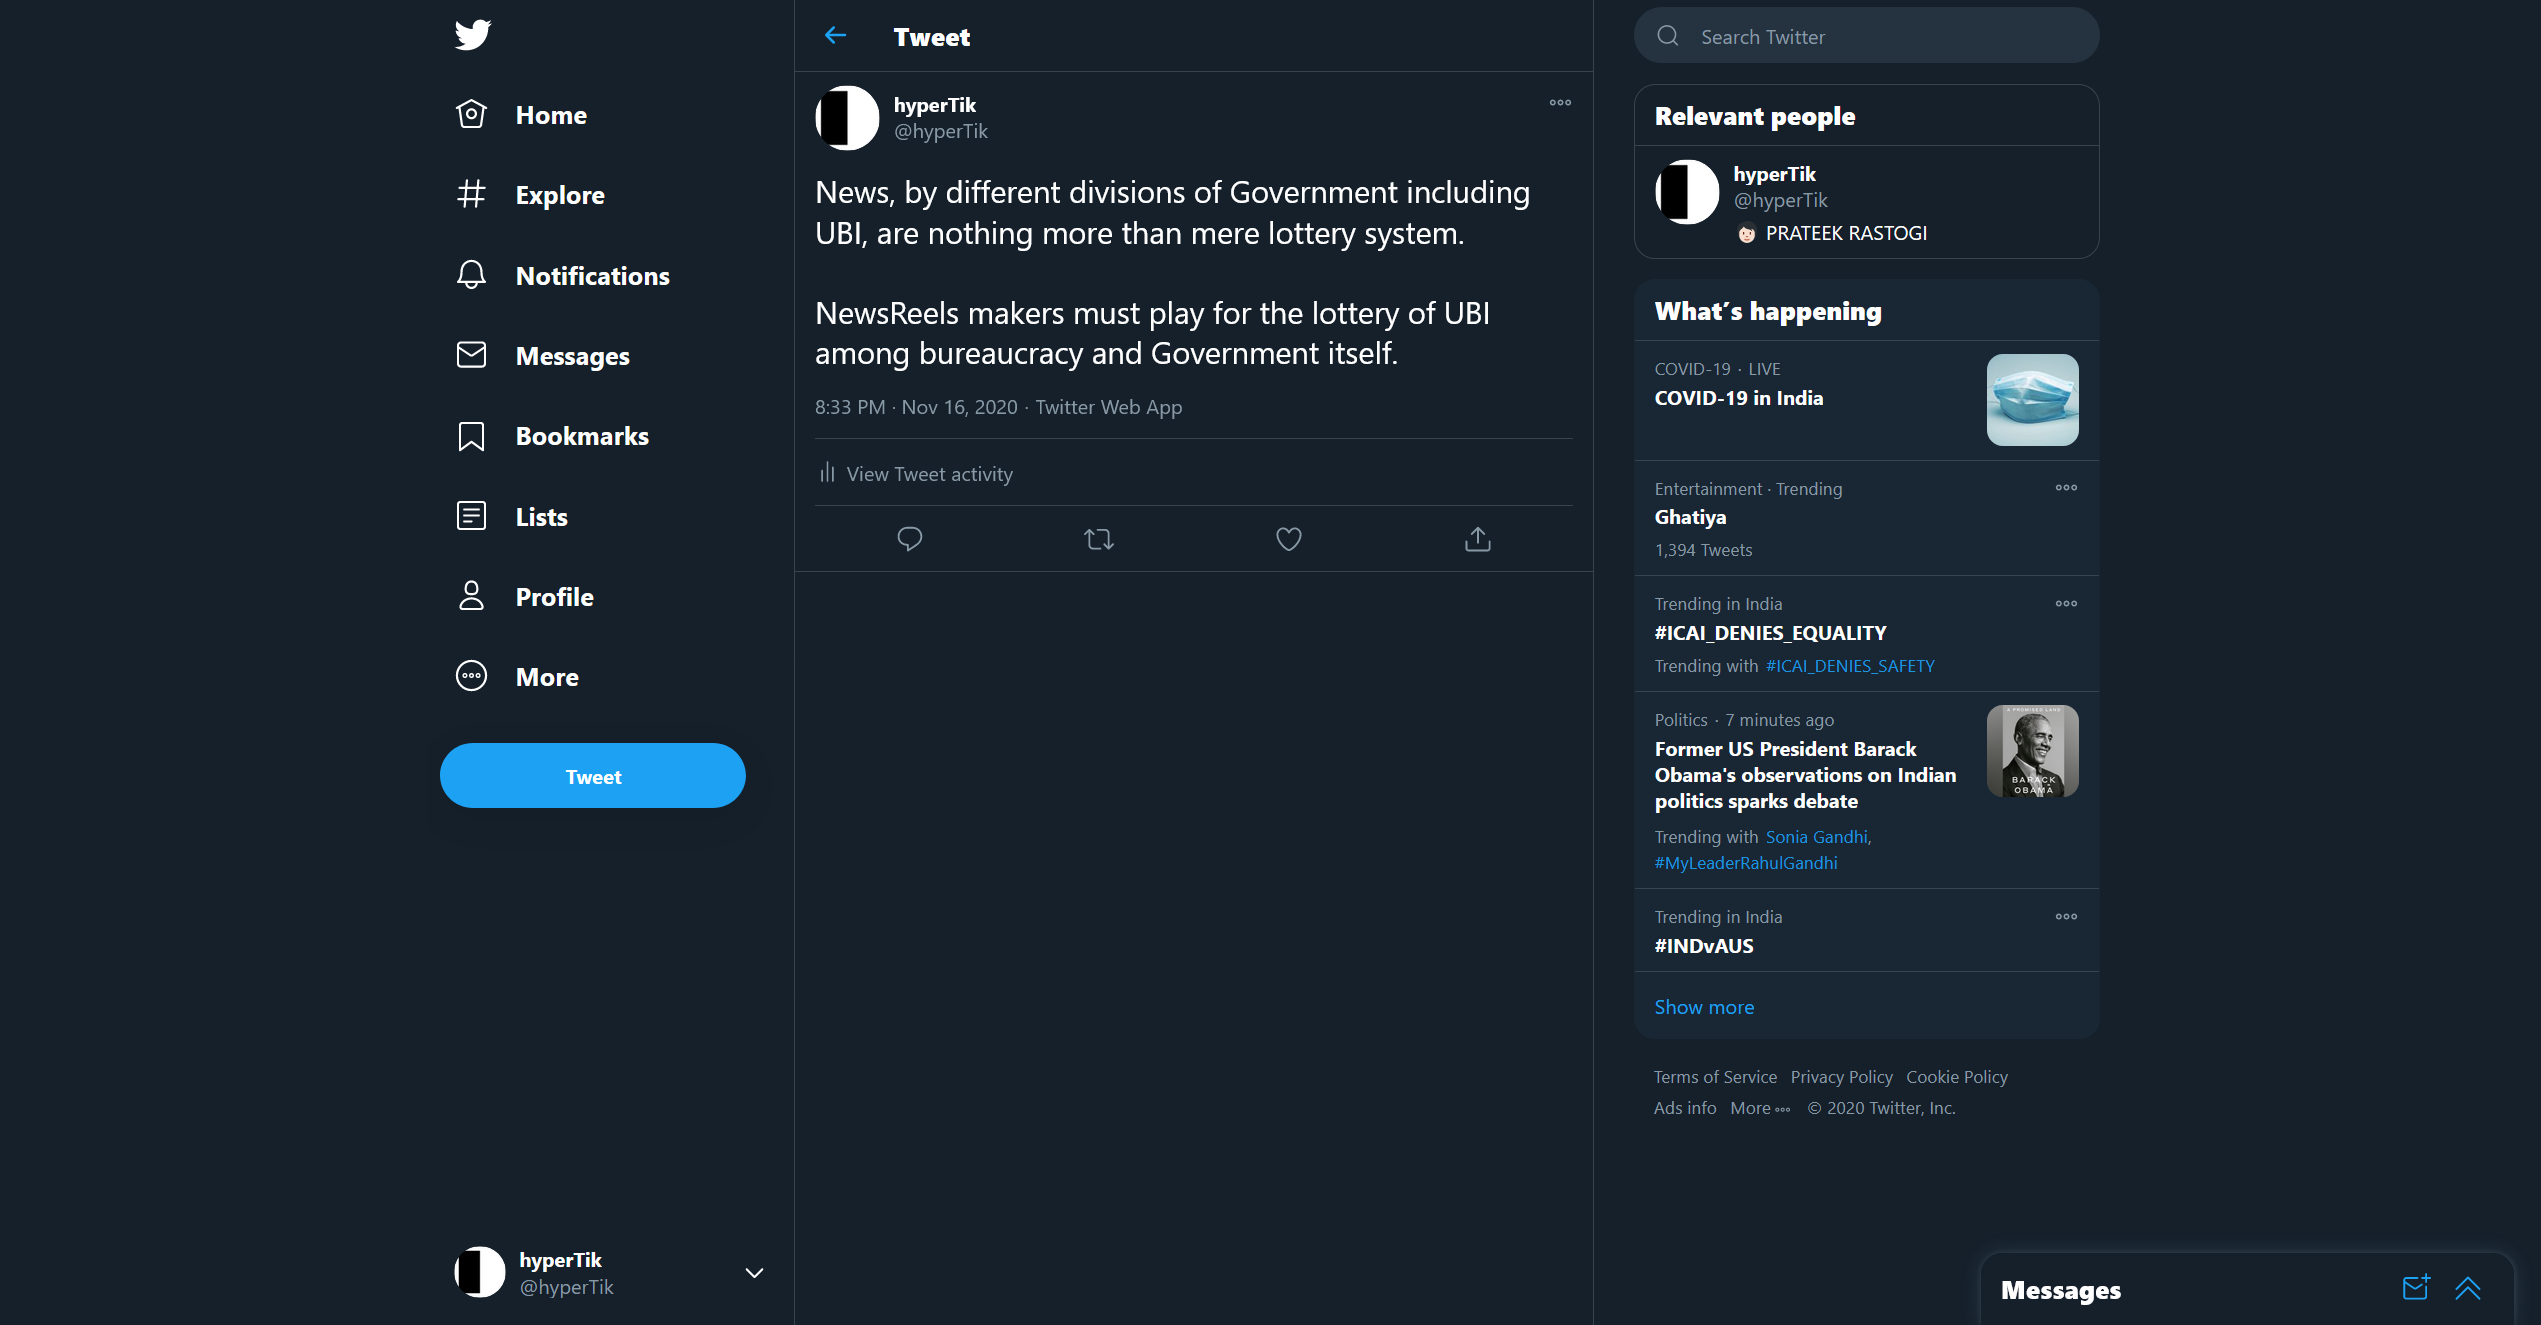 Home
Explore
Notifications
Messages
Bookmarks
Lists
Profile
More
Tweet
hyperTik
@hyperTik
Tweet
hyperTik
@hyperTik
News, by different divisions of Government including
UBI, are nothing more than mere lottery system.
NewsReels makers must play for the lottery of UBI
among bureaucracy and Government itself.
8:33 PM · Nov 16, 2020 · Twitter Web App
View Tweet activity
Search Twitter
Relevant people
hyperTik
@hyperTik
PRATEEK RASTOGI
What's happening
COVID-19 · LIVE
COVID-19 in India
Entertainment · Trending
Ghatiya
1,394 Tweets
Trending in India
#ICAI_DENIES_EQUALITY
Trending with #ICAI_DENIES_SAFETY
Politics · 7 minutes ago
Former US President Barack
Obama's observations on Indian
politics sparks debate
Trending with Sonia Gandhi,
#MyLeaderRahulGandhi
A PROMISED LAND
BARACK
OBAMA
Trending in India
#INDvAUS
Show more
Terms of Service Privacy Policy Cookie Policy
Ads info More © 2020 Twitter, Inc.
Messages